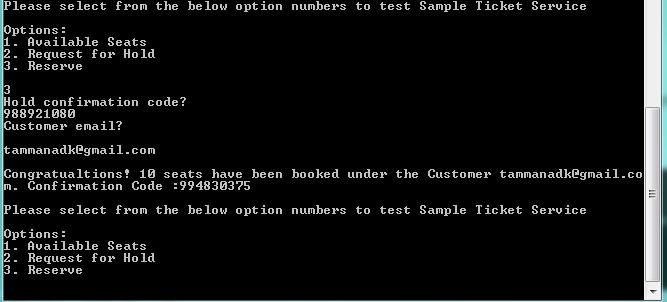 Please select from the below option numbers to test Sample Ticket Service
Options:
1. Available Seats
2. Request for Hold
3. Reserve
3
Hold confirmation code?
988921080
Customer email?
tammanadk@gmail.com
Congratualtions! 10 seats have been booked under the Customer tammanadk@gmail.co
m. Confirmation Code :994830375
Please select from the below option numbers to test Sample Ticket Service
Options:
1. Available Seats
2. Request for Hold
3. Reserve